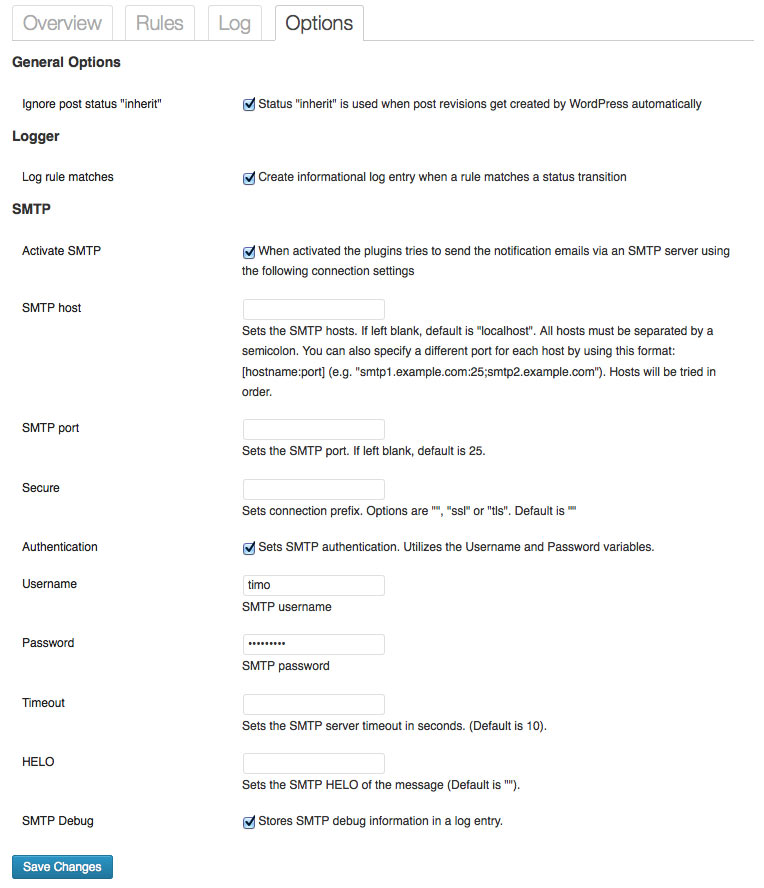 Overview Rules Log Options
General Options
Ignore post status "inherit" Status "inherit" is used when post revisions get created by WordPress automatically
Logger
Log rule matches Create informational log entry when a rule matches a status transition
SMTP
Activate SMTP When activated the plugins tries to send the notification emails via an SMTP server using
the following connection settings
SMTP host
Sets the SMTP hosts. If left blank, default is "localhost". All hosts must be separated by a
semicolon. You can also specify a different port for each host by using this format:
[hostname:port] (e.g. "smtp1.example.com:25;smtp2.example.com"). Hosts will be tried in
order.
SMTP port
Sets the SMTP port. If left blank, default is 25.
Secure
Sets connection prefix. Options are "", "ssl" or "tls". Default is ""
Authentication Sets SMTP authentication. Utilizes the Username and Password variables.
Username timo
SMTP username
Password •••••••••
SMTP password
Timeout
Sets the SMTP server timeout in seconds. (Default is 10).
HELO
Sets the SMTP HELO of the message (Default is "").
SMTP Debug Stores SMTP debug information in a log entry.
Save Changes